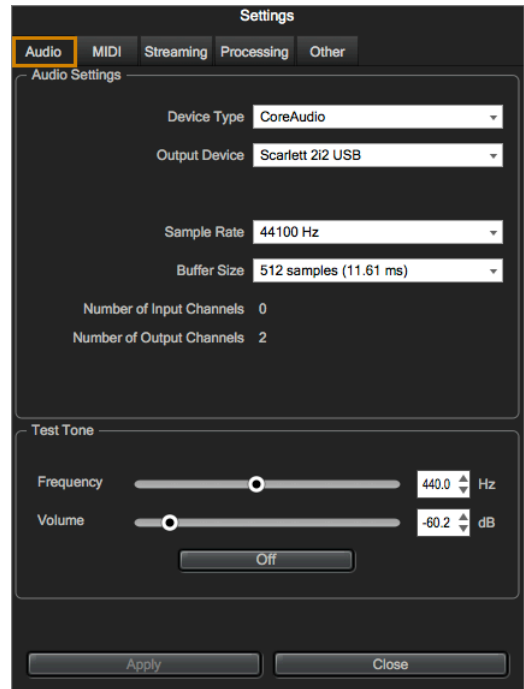 Settings
Audio MIDI Streaming Processing Other
Audio Settings
Device Type CoreAudio
Output Device Scarlett 2i2 USB
Sample Rate 44100 Hz
Buffer Size 512 samples (11.61 ms)
Number of Input Channels 0
Number of Output Channels 2
Test Tone
Frequency 440.0 Hz
Volume -60.2 dB
Off
Apply Close